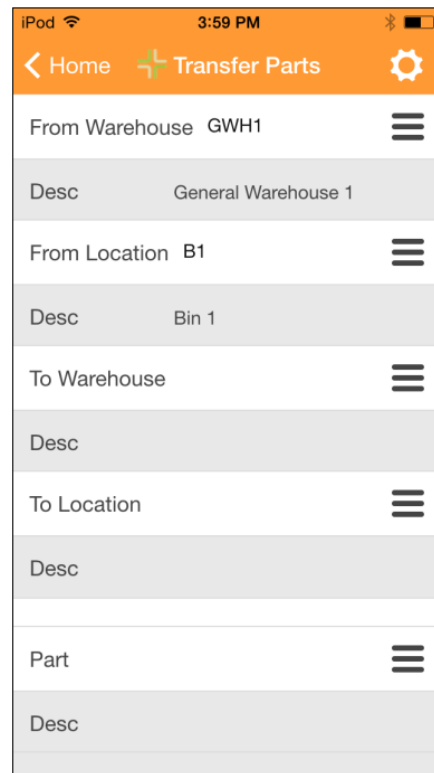 iPod 3:59 PM
Home Transfer Parts
From Warehouse GWH1
Desc General Warehouse 1
From Location B1
Desc Bin 1
To Warehouse
Desc
To Location
Desc
Part
Desc